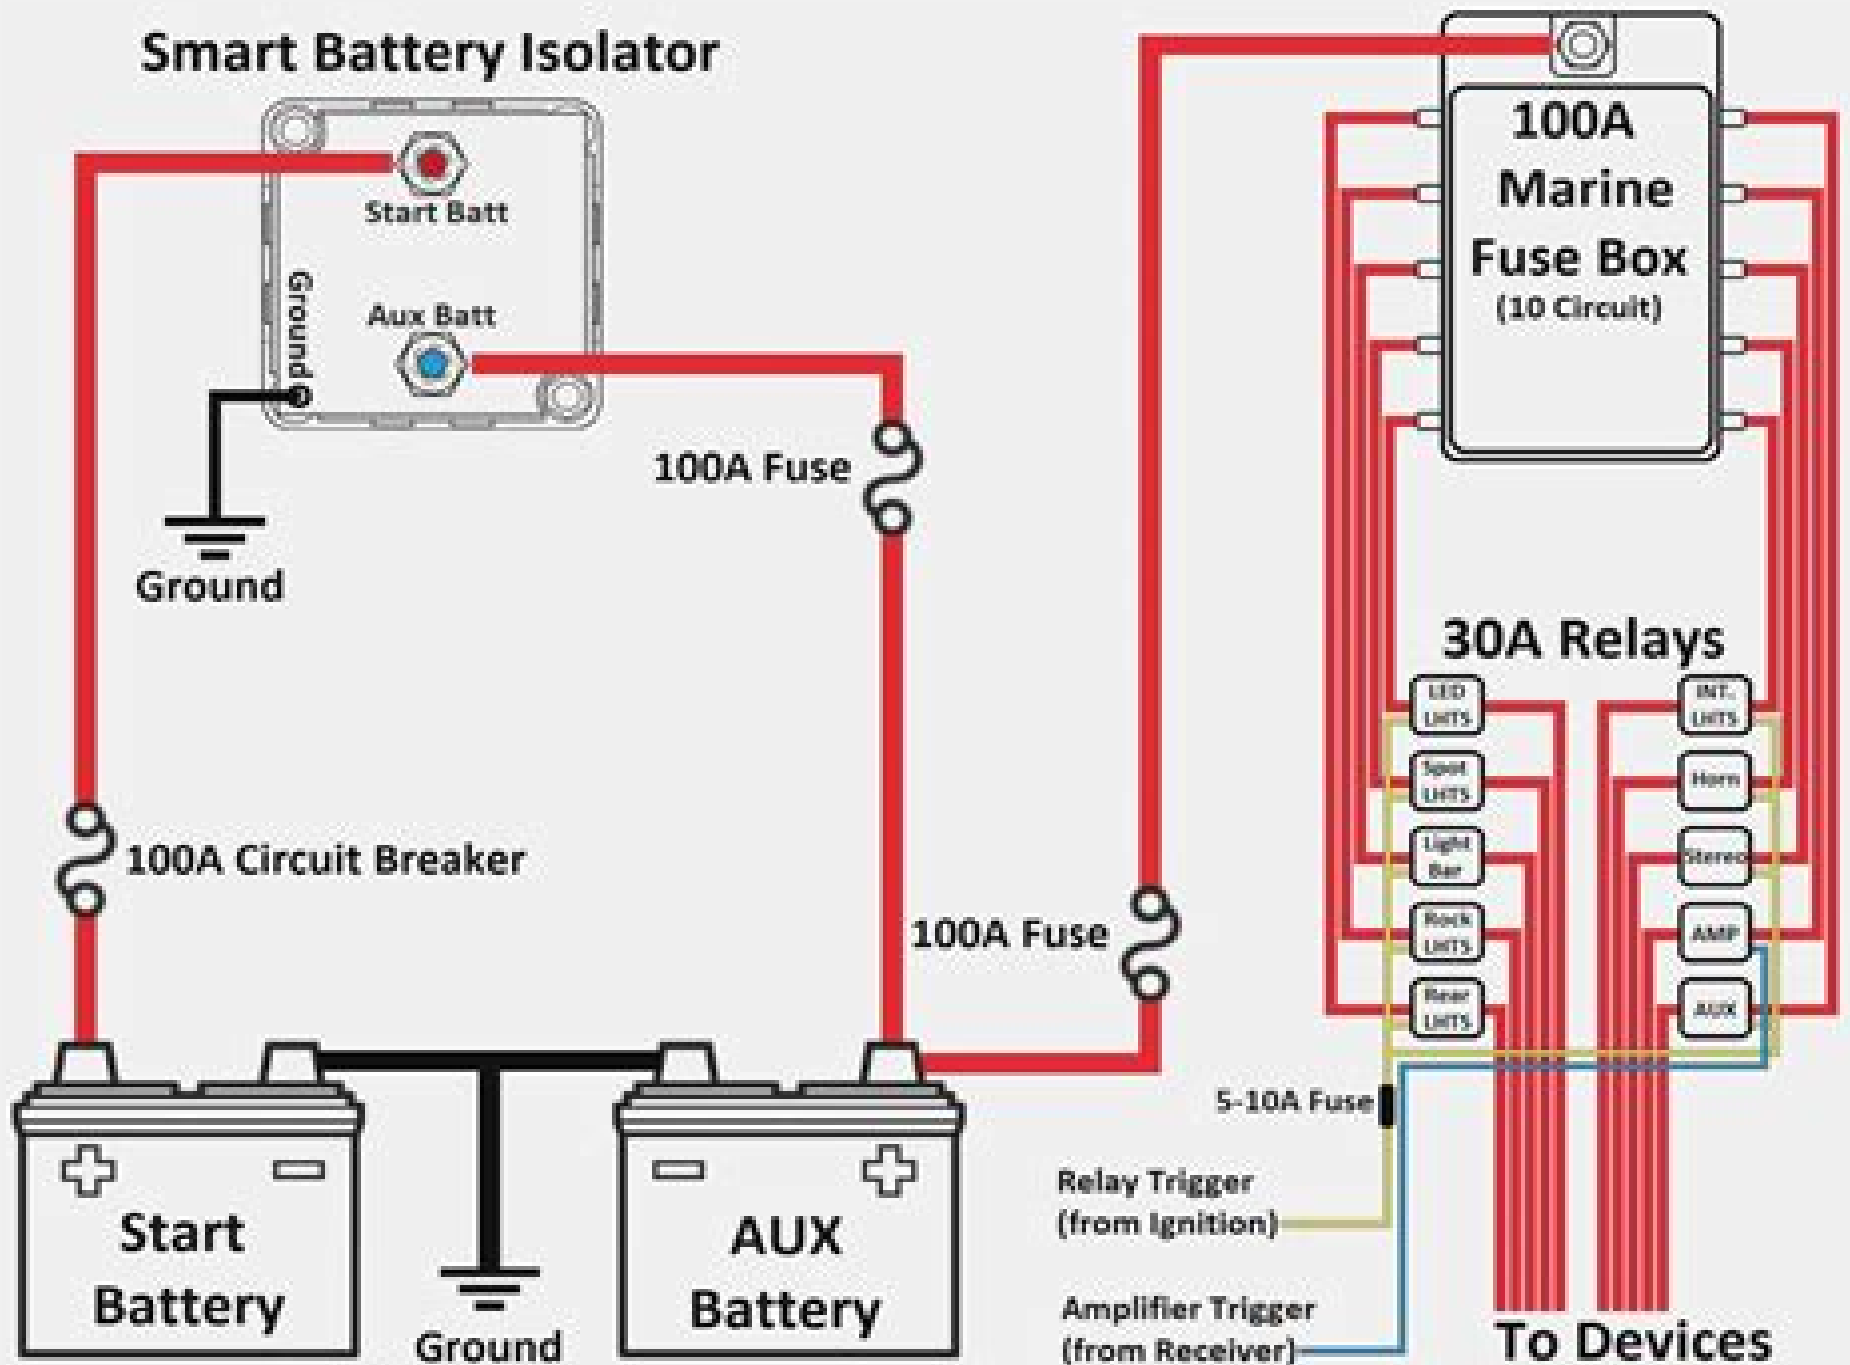 Smart Battery Isolator
Start Batt
Ground
Aux Batt
Ground
100A Fuse
100A Circuit Breaker
100A Fuse
Start
Battery
Ground
AUX
Battery
100A
Marine
Fuse Box
(10 Circuit)
30A Relays
LED
LHTS
Spot
LHTS
Light
Bar
Rock
LHTS
Rear
LHTS
INT.
LHTS
Horn
Stereo
AMP
AUX
5-10A Fuse
Relay Trigger
(from Ignition)
Amplifier Trigger
(from Receiver)
To Devices